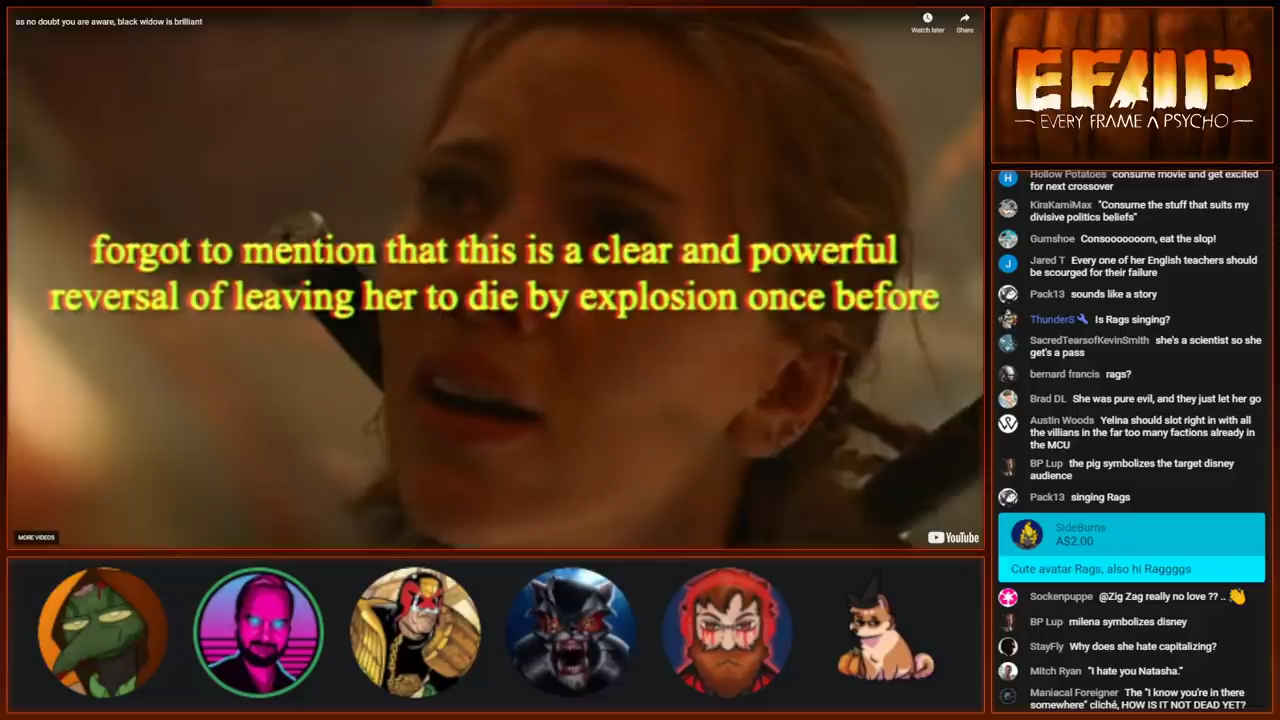 as no doubt you are aware, black widow is brilliant
Watch later
Share
forgot to mention that this is a clear and powerful
reversal of leaving her to die by explosion once before
MORE VIDEOS
YouTube
EFAP
EVERY FRAME A PSYCHO
Hollow Potatoes consume movie and get excited
for next crossover
KiraKamiMax "Consume the stuff that suits my
divisive politics beliefs"
Gumshoe Consooooooom, eat the slop!
Jared T Every one of her English teachers should
be scourged for their failure
Pack13 sounds like a story
ThunderS Is Rags singing?
SacredTearsofKevinSmith she's a scientist so she
get's a pass
bernard francis rags?
Brad DL She was pure evil, and they just let her go
Austin Woods Yelina should slot right in with all
the villians in the far too many factions already in
the MCU
BP Lup the pig symbolizes the target disney
audience
Pack13 singing Rags
SideBurns
A$2.00
Cute avatar Rags, also hi Raggggs
Sockenpuppe @Zig Zag really no love ?? .. 👏
BP Lup milena symbolizes disney
StayFly Why does she hate capitalizing?
Mitch Ryan "I hate you Natasha."
Maniacal Foreigner The "I know you're in there
somewhere" cliché, HOW IS IT NOT DEAD YET?